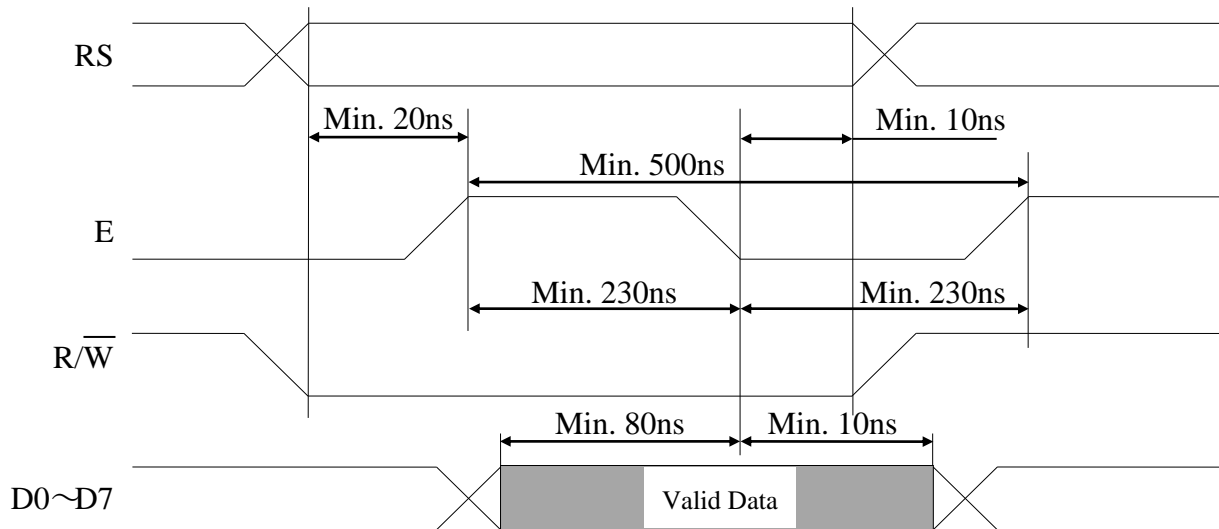 RS
Min. 20ns
Min. 10ns
Min. 500ns
E
Min. 230ns
Min. 230ns
R/W̅
Min. 80ns
Min. 10ns
D0～D7
Valid Data